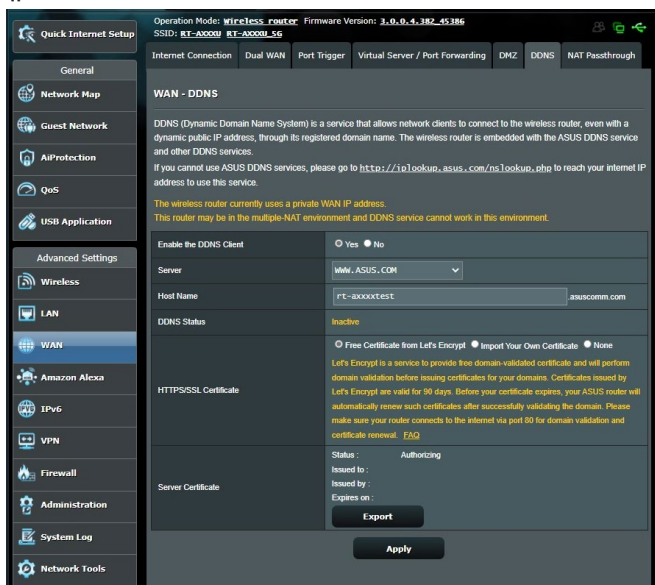 Quick Internet Setup
General
Network Map
Guest Network
AiProtection
QoS
USB Application
Advanced Settings
Wireless
LAN
WAN
Amazon Alexa
IPv6
VPN
Firewall
Administration
System Log
Network Tools
Operation Mode: Wireless router Firmware Version: 3.0.0.4.382_45386
SSID: RT-AXXXU RT-AXXXU_5G
Internet Connection Dual WAN Port Trigger Virtual Server / Port Forwarding DMZ DDNS NAT Passthrough
WAN - DDNS
DDNS (Dynamic Domain Name System) is a service that allows network clients to connect to the wireless router, even with a
dynamic public IP address, through its registered domain name. The wireless router is embedded with the ASUS DDNS service
and other DDNS services.
If you cannot use ASUS DDNS services, please go to http://iplookup.asus.com/nslookup.php to reach your internet IP
address to use this service.
The wireless router currently uses a private WAN IP address.
This router may be in the multiple-NAT environment and DDNS service cannot work in this environment.
Enable the DDNS Client Yes No
Server WWW.ASUS.COM
Host Name rt-axxxxtest .asuscomm.com
DDNS Status Inactive
HTTPS/SSL Certificate Free Certificate from Let's Encrypt Import Your Own Certificate None
Let's Encrypt is a service to provide free domain-validated certificate and will perform
domain validation before issuing certificates for your domains. Certificates issued by
Let's Encrypt are valid for 90 days. Before your certificate expires, your ASUS router will
automatically renew such certificates after successfully validating the domain. Please
make sure your router connects to the internet via port 80 for domain validation and
certificate renewal. FAQ
Server Certificate
Status : Authorizing
Issued to :
Issued by :
Expires on :
Export
Apply